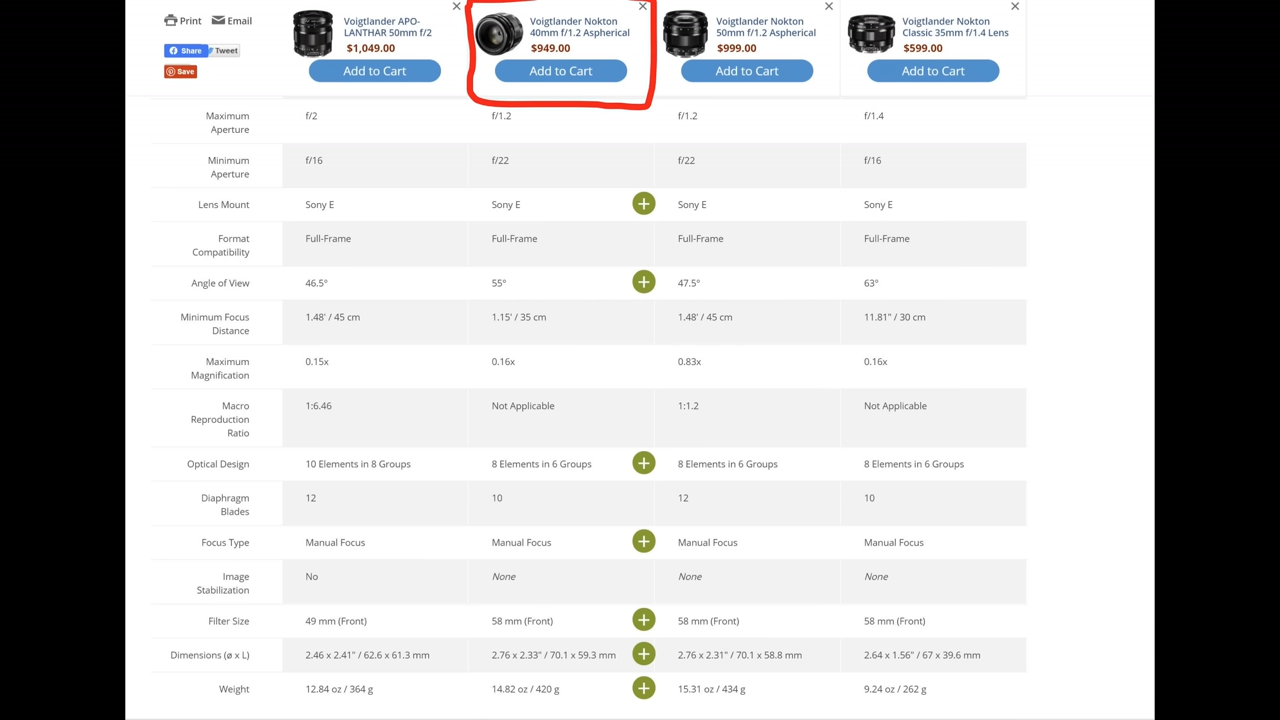 Print Email
Share Tweet
Save
Voigtlander APO-
LANTHAR 50mm f/2
$1,049.00
Add to Cart
Voigtlander Nokton
40mm f/1.2 Aspherical
$949.00
Add to Cart
Voigtlander Nokton
50mm f/1.2 Aspherical
$999.00
Add to Cart
Voigtlander Nokton
Classic 35mm f/1.4 Lens
$599.00
Add to Cart
Maximum
Aperture
f/2 f/1.2 f/1.2 f/1.4
Minimum
Aperture
f/16 f/22 f/22 f/16
Lens Mount Sony E Sony E Sony E Sony E
Format
Compatibility
Full-Frame Full-Frame Full-Frame Full-Frame
Angle of View 46.5° 55° 47.5° 63°
Minimum Focus
Distance
1.48' / 45 cm 1.15' / 35 cm 1.48' / 45 cm 11.81" / 30 cm
Maximum
Magnification
0.15x 0.16x 0.83x 0.16x
Macro
Reproduction
Ratio
1:6.46 Not Applicable 1:1.2 Not Applicable
Optical Design 10 Elements in 8 Groups 8 Elements in 6 Groups 8 Elements in 6 Groups 8 Elements in 6 Groups
Diaphragm
Blades
12 10 12 10
Focus Type Manual Focus Manual Focus Manual Focus Manual Focus
Image
Stabilization
No None None None
Filter Size 49 mm (Front) 58 mm (Front) 58 mm (Front) 58 mm (Front)
Dimensions (ø x L) 2.46 x 2.41" / 62.6 x 61.3 mm 2.76 x 2.33" / 70.1 x 59.3 mm 2.76 x 2.31" / 70.1 x 58.8 mm 2.64 x 1.56" / 67 x 39.6 mm
Weight 12.84 oz / 364 g 14.82 oz / 420 g 15.31 oz / 434 g 9.24 oz / 262 g